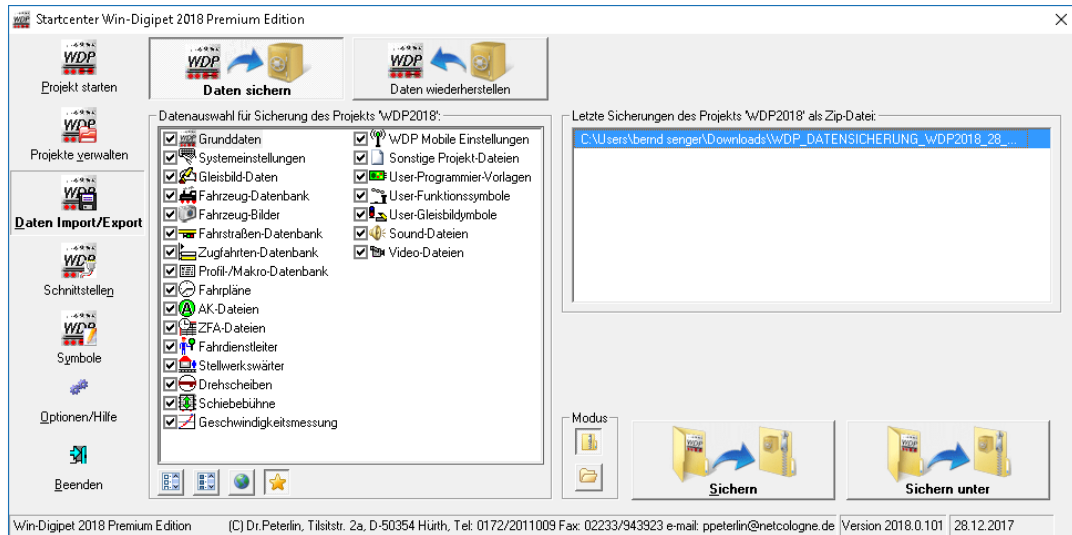 Startcenter Win-Digipet 2018 Premium Edition
WDP
Projekt starten
WDP
Projekte verwalten
WDP
Daten Import/Export
WDP
Schnittstellen
WDP
Symbole
Optionen/Hilfe
Beenden
WDP
Daten sichern
WDP
Daten wiederherstellen
Datenauswahl für Sicherung des Projekts 'WDP2018':
Grunddaten
Systemeinstellungen
Gleisbild-Daten
Fahrzeug-Datenbank
Fahrzeug-Bilder
Fahrstraßen-Datenbank
Zugfahrten-Datenbank
Profil-/Makro-Datenbank
Fahrpläne
AK-Dateien
ZFA-Dateien
Fahrdienstleiter
Stellwerkswärter
Drehscheiben
Schiebebühne
Geschwindigkeitsmessung
WDP Mobile Einstellungen
Sonstige Projekt-Dateien
User-Programmier-Vorlagen
User-Funktionssymbole
User-Gleisbildymbole
Sound-Dateien
Video-Dateien
Letzte Sicherungen des Projekts 'WDP2018' als Zip-Datei:
C:\Users\bernd senger\Downloads\WDP_DATENSICHERUNG_WDP2018_28_...
Modus
Sichern
Sichern unter
Win-Digipet 2018 Premium Edition
(C) Dr.Peterlin, Tilsitstr. 2a, D-50354 Hürth, Tel: 0172/2011009 Fax: 02233/943923 e-mail: ppeterlin@netcologne.de
Version 2018.0.101
28.12.2017